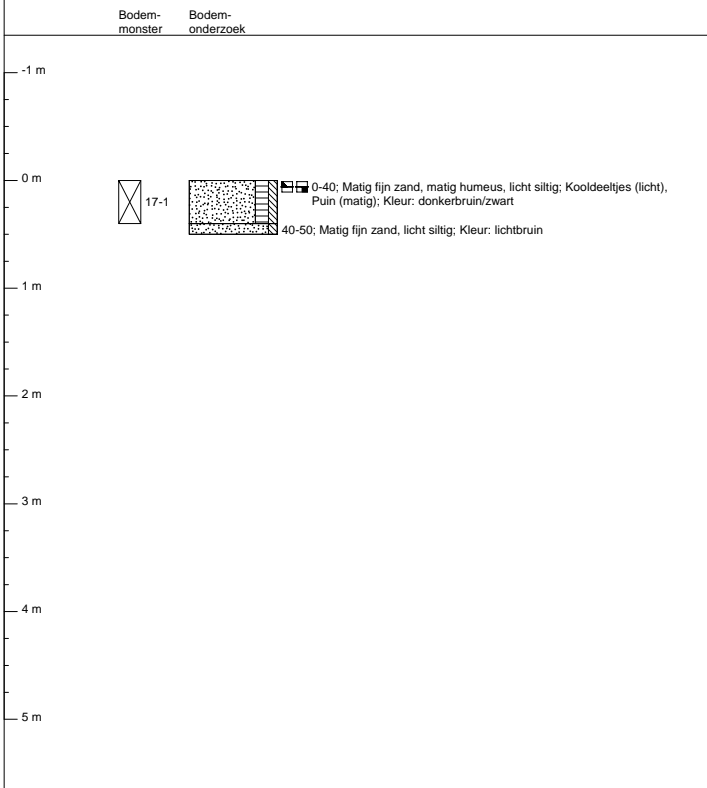 Bodem-
monster
Bodem-
onderzoek
-1 m
0 m
17-1
0-40; Matig fijn zand, matig humeus, licht siltig; Kooldeeltjes (licht),
Puin (matig); Kleur: donkerbruin/zwart
40-50; Matig fijn zand, licht siltig; Kleur: lichtbruin
1 m
2 m
3 m
4 m
5 m